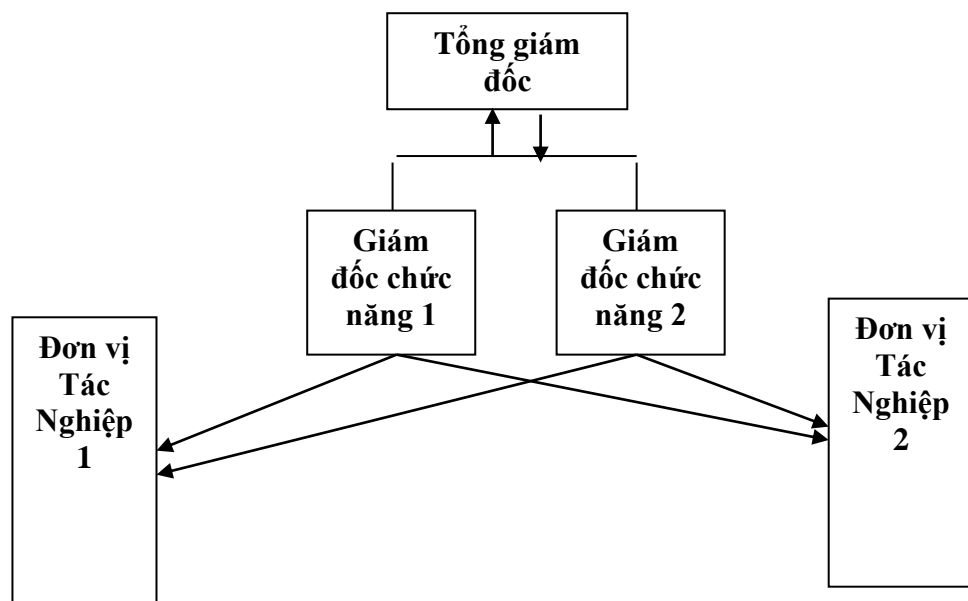 Tổng giám
đốc
Giám
đốc chức
năng 1
Giám
đốc chức
năng 2
Đơn vị
Tác
Nghiệp
1
Đơn vị
Tác
Nghiệp
2